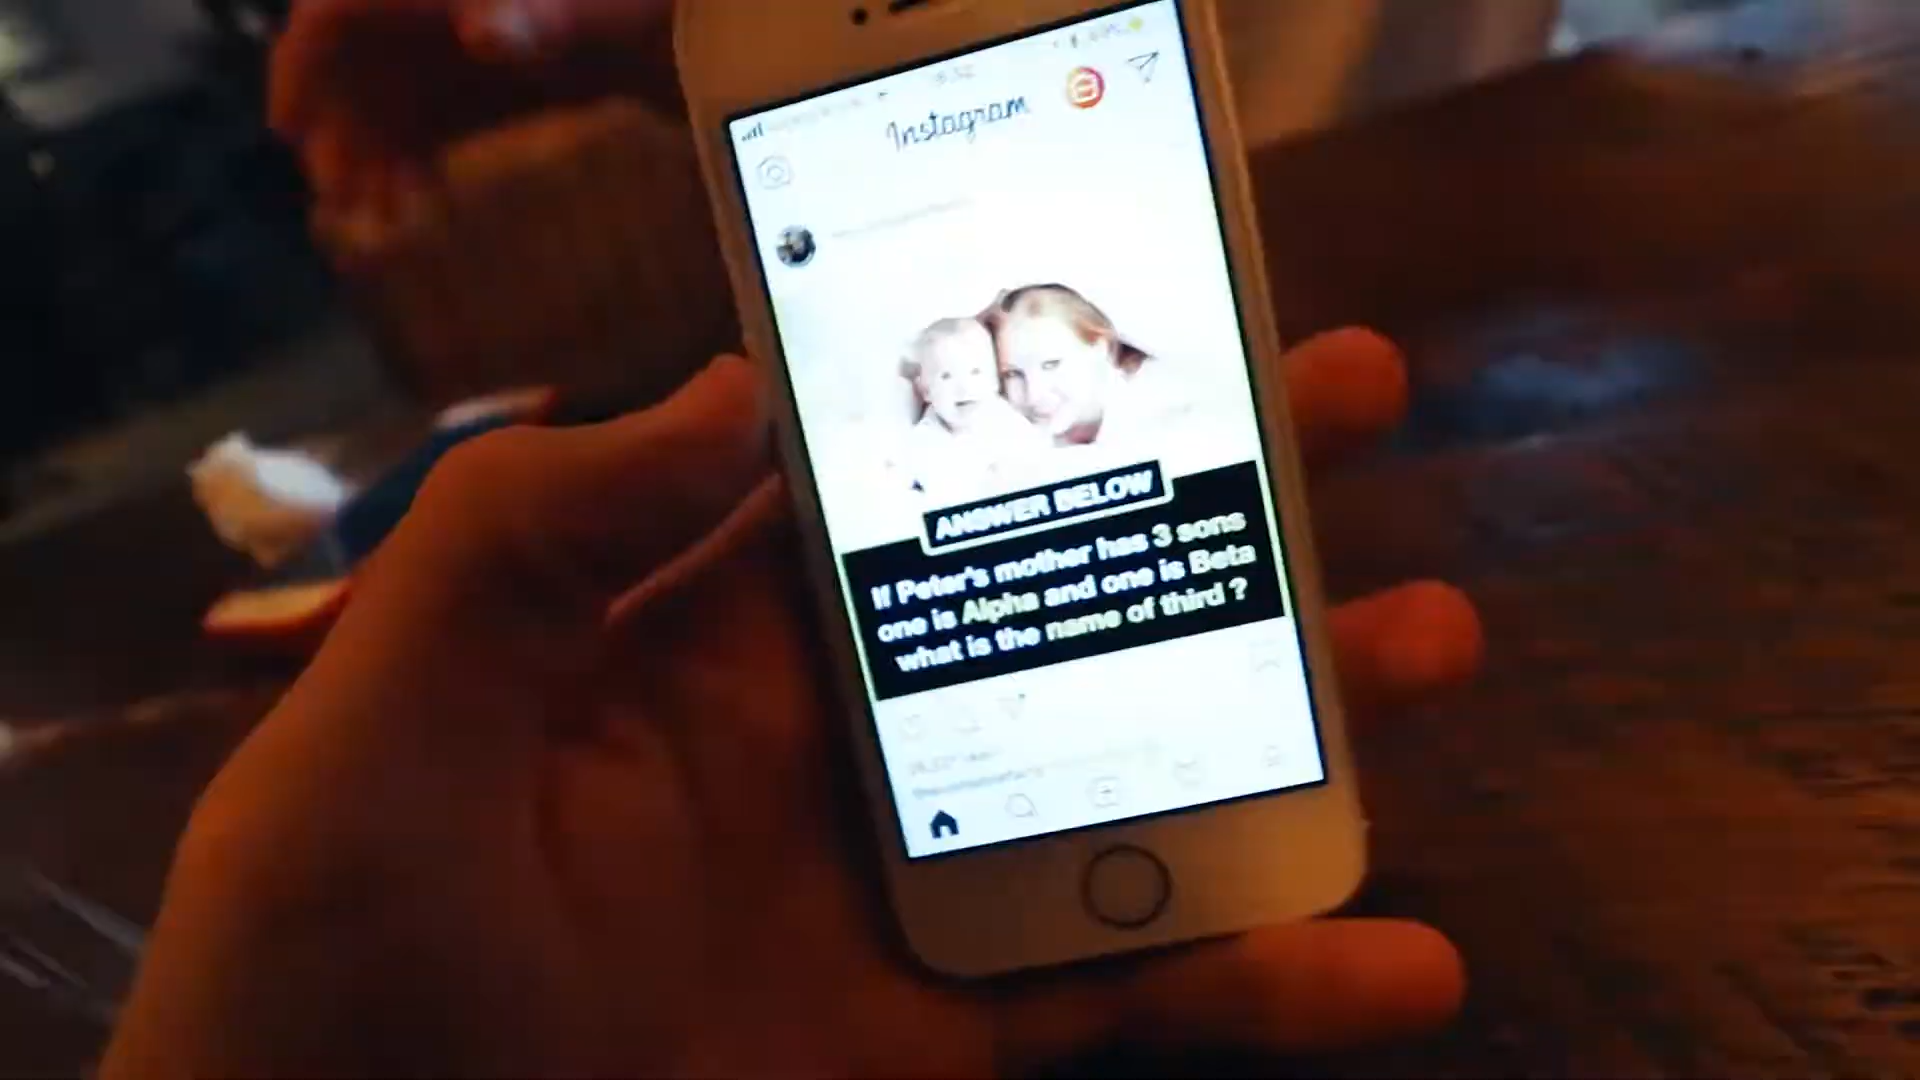 Instagram
ANSWER BELOW
If Peter's mother has 3 sons
one is Alpha and one is Beta
what is the name of third ?